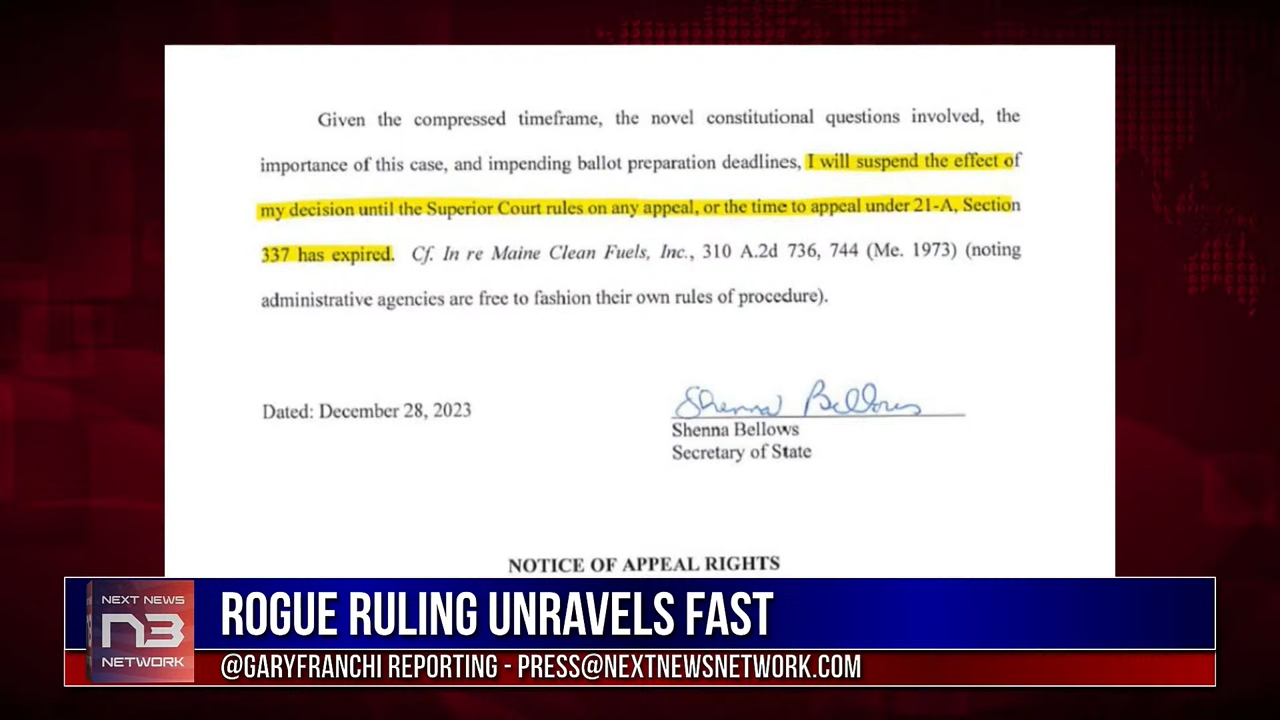 Given the compressed timeframe, the novel constitutional questions involved, the
importance of this case, and impending ballot preparation deadlines, I will suspend the effect of
my decision until the Superior Court rules on any appeal, or the time to appeal under 21-A, Section
337 has expired. Cf. In re Maine Clean Fuels, Inc., 310 A.2d 736, 744 (Me. 1973) (noting
administrative agencies are free to fashion their own rules of procedure).
Dated: December 28, 2023
Shenna Bellows
Shenna Bellows
Secretary of State
NOTICE OF APPEAL RIGHTS
NEXT NEWS
N3
NETWORK
ROGUE RULING UNRAVELS FAST
@GARYFRANCHI REPORTING - PRESS@NEXTNEWSNETWORK.COM